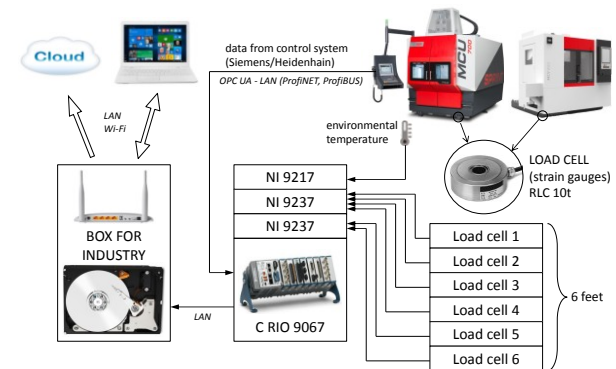 Cloud
data from control system
(Siemens/Heidenhain)
OPC UA - LAN (ProfiNET, ProfiBUS)
MCU
700
LAN
Wi-Fi
environmental
temperature
LOAD CELL
(strain gauges)
RLC 10t
NI 9217
NI 9237
NI 9237
BOX FOR
INDUSTRY
LAN
C RIO 9067
Load cell 1
Load cell 2
Load cell 3
Load cell 4
Load cell 5
Load cell 6
6 feet